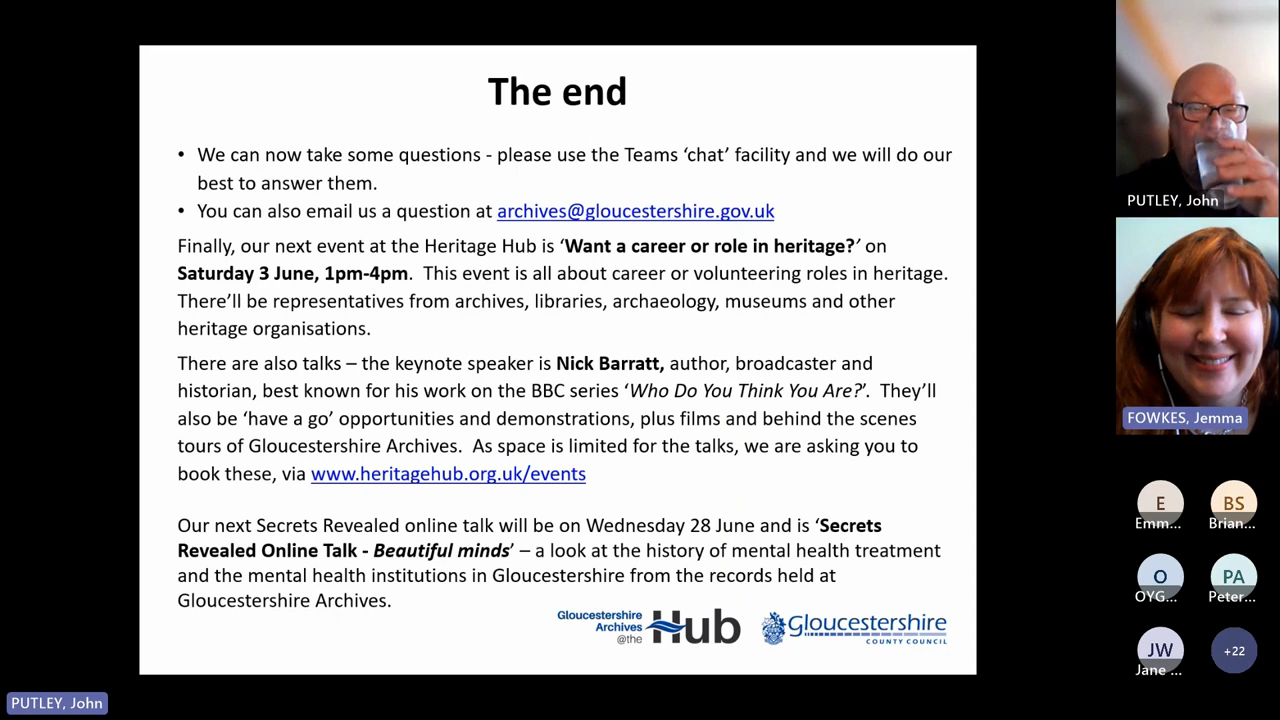 The end
• We can now take some questions - please use the Teams ‘chat’ facility and we will do our
best to answer them.
• You can also email us a question at archives@gloucestershire.gov.uk
Finally, our next event at the Heritage Hub is ‘Want a career or role in heritage?’ on
Saturday 3 June, 1pm-4pm. This event is all about career or volunteering roles in heritage.
There’ll be representatives from archives, libraries, archaeology, museums and other
heritage organisations.
There are also talks – the keynote speaker is Nick Barratt, author, broadcaster and
historian, best known for his work on the BBC series ‘Who Do You Think You Are?’. They’ll
also be ‘have a go’ opportunities and demonstrations, plus films and behind the scenes
tours of Gloucestershire Archives. As space is limited for the talks, we are asking you to
book these, via www.heritagehub.org.uk/events
Our next Secrets Revealed online talk will be on Wednesday 28 June and is ‘Secrets
Revealed Online Talk - Beautiful minds’ – a look at the history of mental health treatment
and the mental health institutions in Gloucestershire from the records held at
Gloucestershire Archives.
Gloucestershire
Archives
@the
Hub
Gloucestershire
COUNTY COUNCIL
PUTLEY, John
FOWKES, Jemma
E
BS
Emm...
Brian...
O
PA
OYG...
Peter...
JW
+22
Jane ...
PUTLEY, John